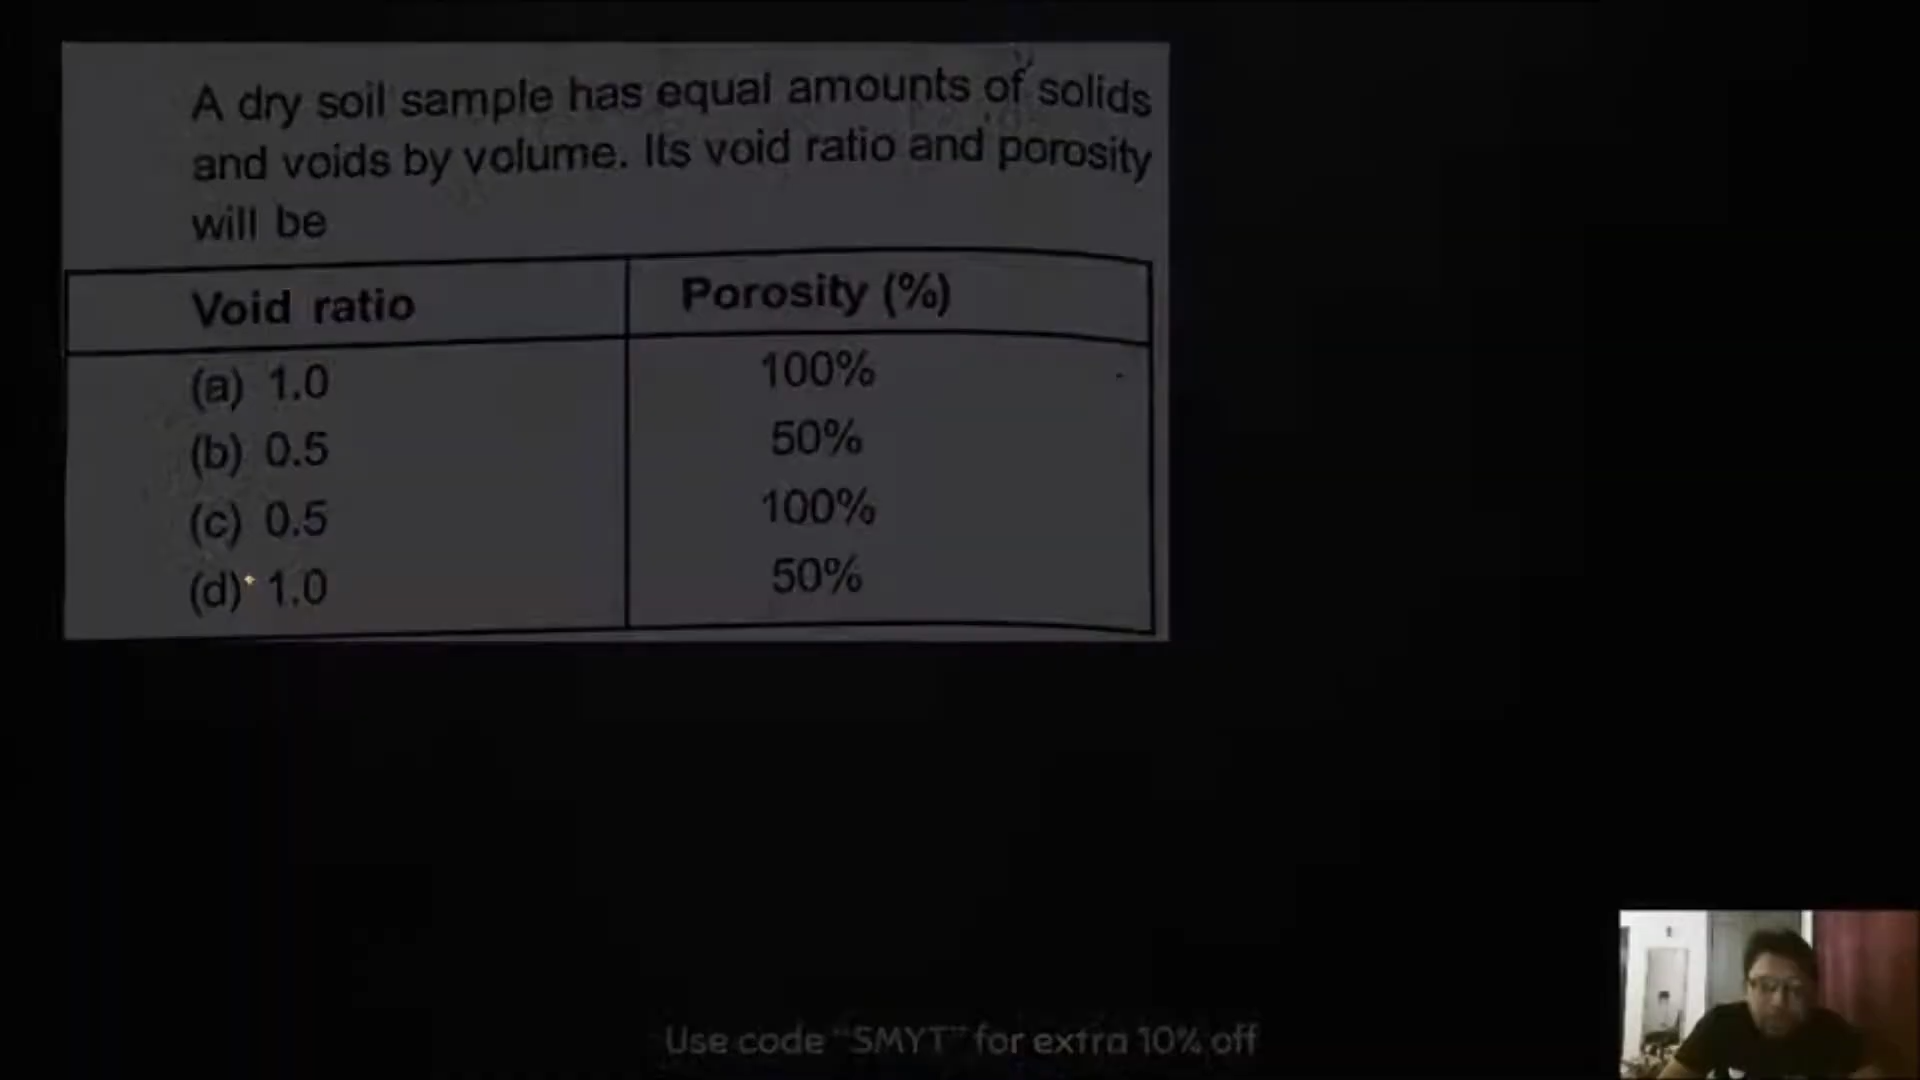 A dry soil sample has equal amounts of solids
and voids by volume. Its void ratio and porosity
will be
Void ratio Porosity (%)
(a) 1.0 100%
(b) 0.5 50%
(c) 0.5 100%
(d) 1.0 50%
Use code "SMYT" for extra 10% off